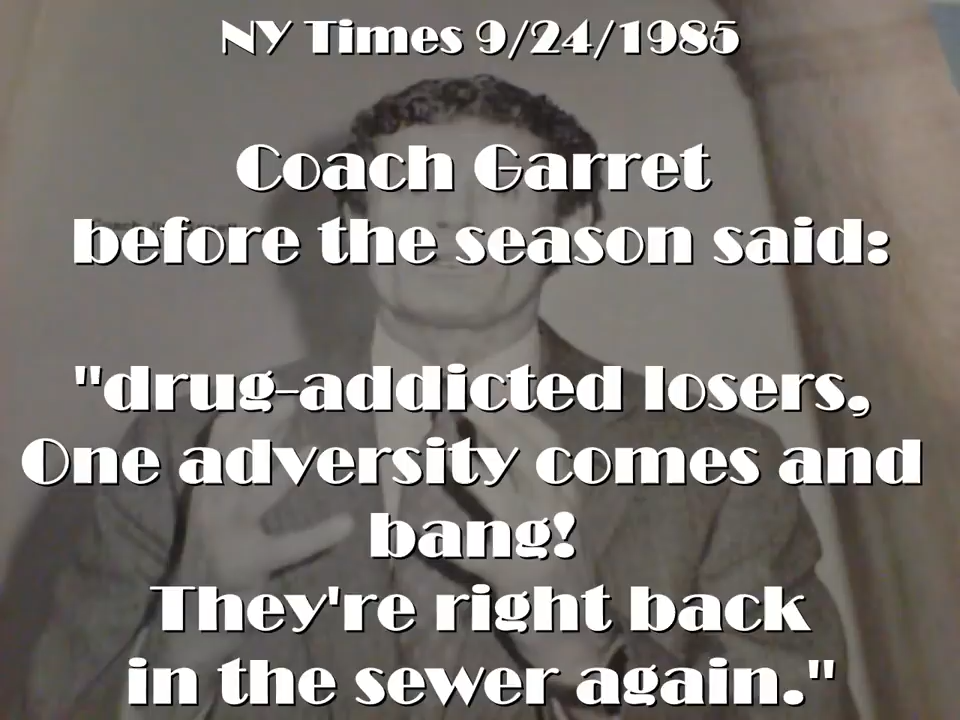 NY Times 9/24/1985
Coach Garret
before the season said:
"drug-addicted losers,
One adversity comes and
bang!
They're right back
in the sewer again."